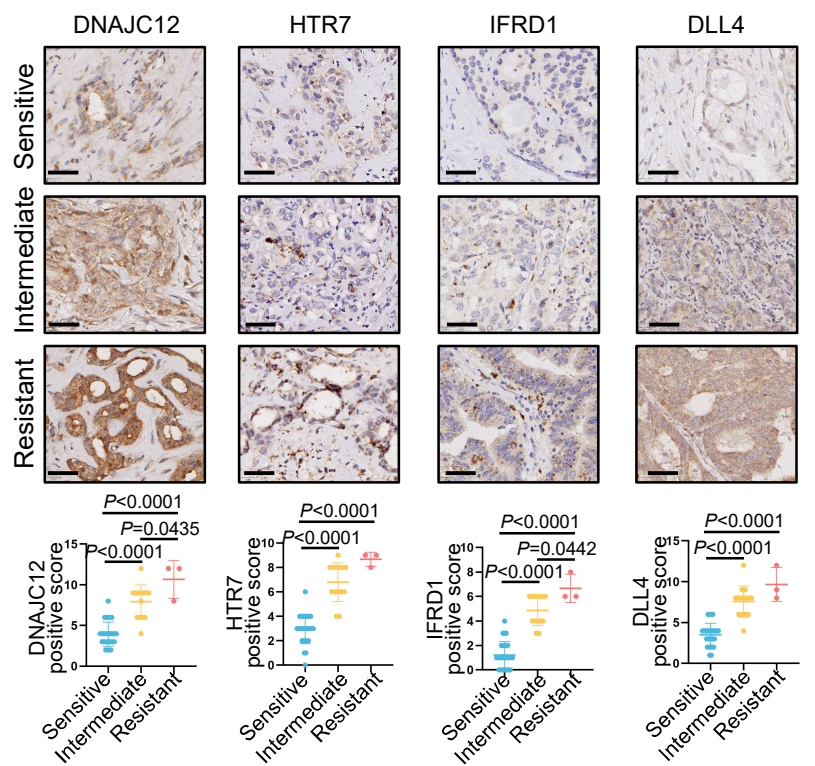 DNAJC12 HTR7 IFRD1 DLL4
Sensitive
Intermediate
Resistant
P<0.0001
P=0.0435
P<0.0001
DNAJC12
positive score
15
10
5
0
Sensitive
Intermediate
Resistant
P<0.0001
P<0.0001
HTR7
positive score
10
8
6
4
2
0
Sensitive
Intermediate
Resistant
P<0.0001
P=0.0442
P<0.0001
IFRD1
positive score
10
8
6
4
2
0
Sensitive
Intermediate
Resistant
P<0.0001
P<0.0001
DLL4
positive score
15
10
5
0
Sensitive
Intermediate
Resistant